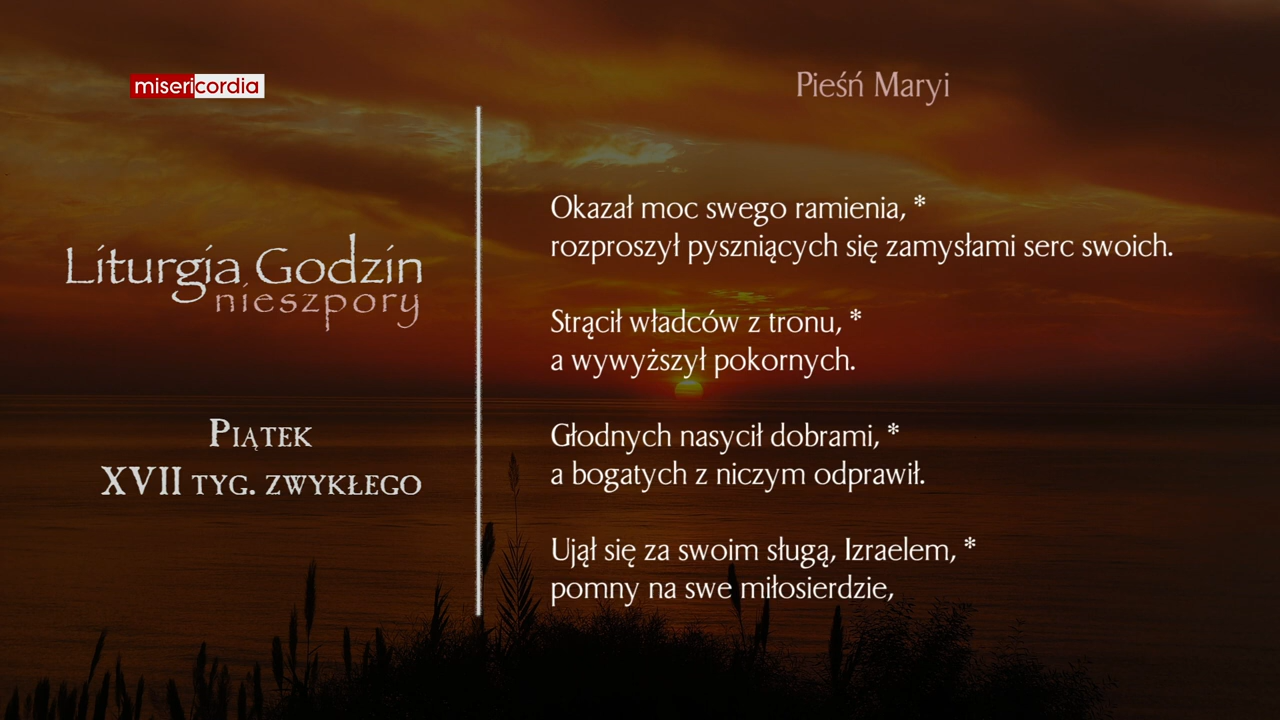 misericordia
Liturgia Godzin
nieszpory
Piątek
XVII tyg. zwykłego
Pieśń Maryi
Okazał moc swego ramienia, *
rozproszył pyszniących się zamysłami serc swoich.
Strącił władców z tronu, *
a wywyższył pokornych.
Głodnych nasycił dobrami, *
a bogatych z niczym odprawił.
Ujął się za swoim sługą, Izraelem, *
pomny na swe miłosierdzie,